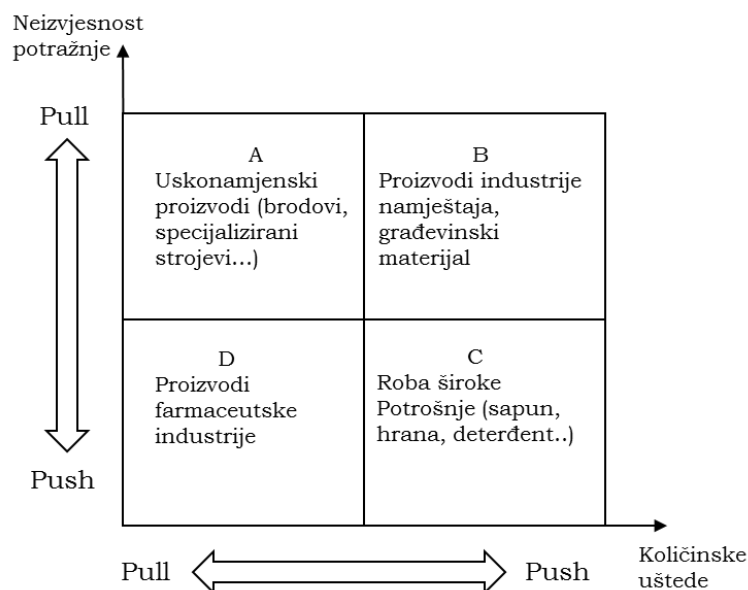 Neizvjesnost
potražnje
Pull
A
Uskonamjenski
proizvodi (brodovi,
specijalizirani
strojevi...)
B
Proizvodi industrije
namještaja,
građevinski
materijal
D
Proizvodi
farmaceutske
industrije
C
Roba široke
Potrošnje (sapun,
hrana, deterđent..)
Push
Pull
Push
Količinske
uštede